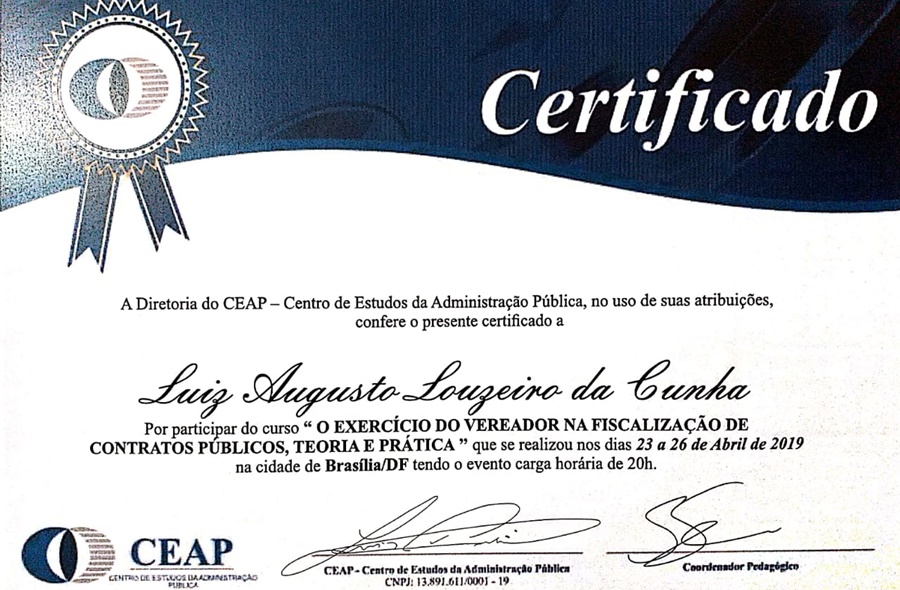 Certificado
A Diretoria do CEAP – Centro de Estudos da Administração Pública, no uso de suas atribuições,
confere o presente certificado a
Luiz Augusto Louzeiro da Cunha
Por participar do curso “ O EXERCÍCIO DO VEREADOR NA FISCALIZAÇÃO DE
CONTRATOS PÚBLICOS, TEORIA E PRÁTICA ” que se realizou nos dias 23 a 26 de Abril de 2019
na cidade de Brasília/DF tendo o evento carga horária de 20h.
CEAP
CENTRO DE ESTUDOS DA ADMINISTRAÇÃO
PÚBLICA
CEAP - Centro de Estudos da Administração Pública
CNPJ: 13.891.611/0001 - 19
Coordenador Pedagógico